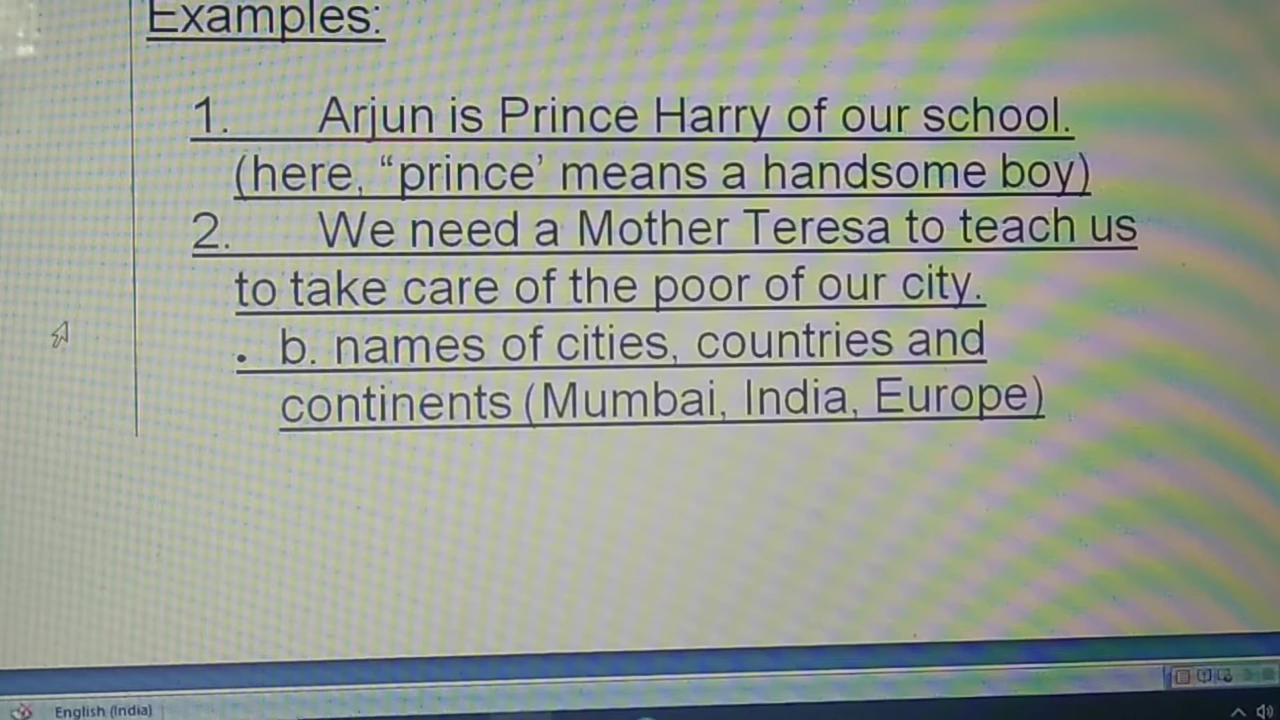 Examples:
1. Arjun is Prince Harry of our school.
(here, “prince’ means a handsome boy)
2. We need a Mother Teresa to teach us
to take care of the poor of our city.
• b. names of cities, countries and
continents (Mumbai, India, Europe)
English (India)